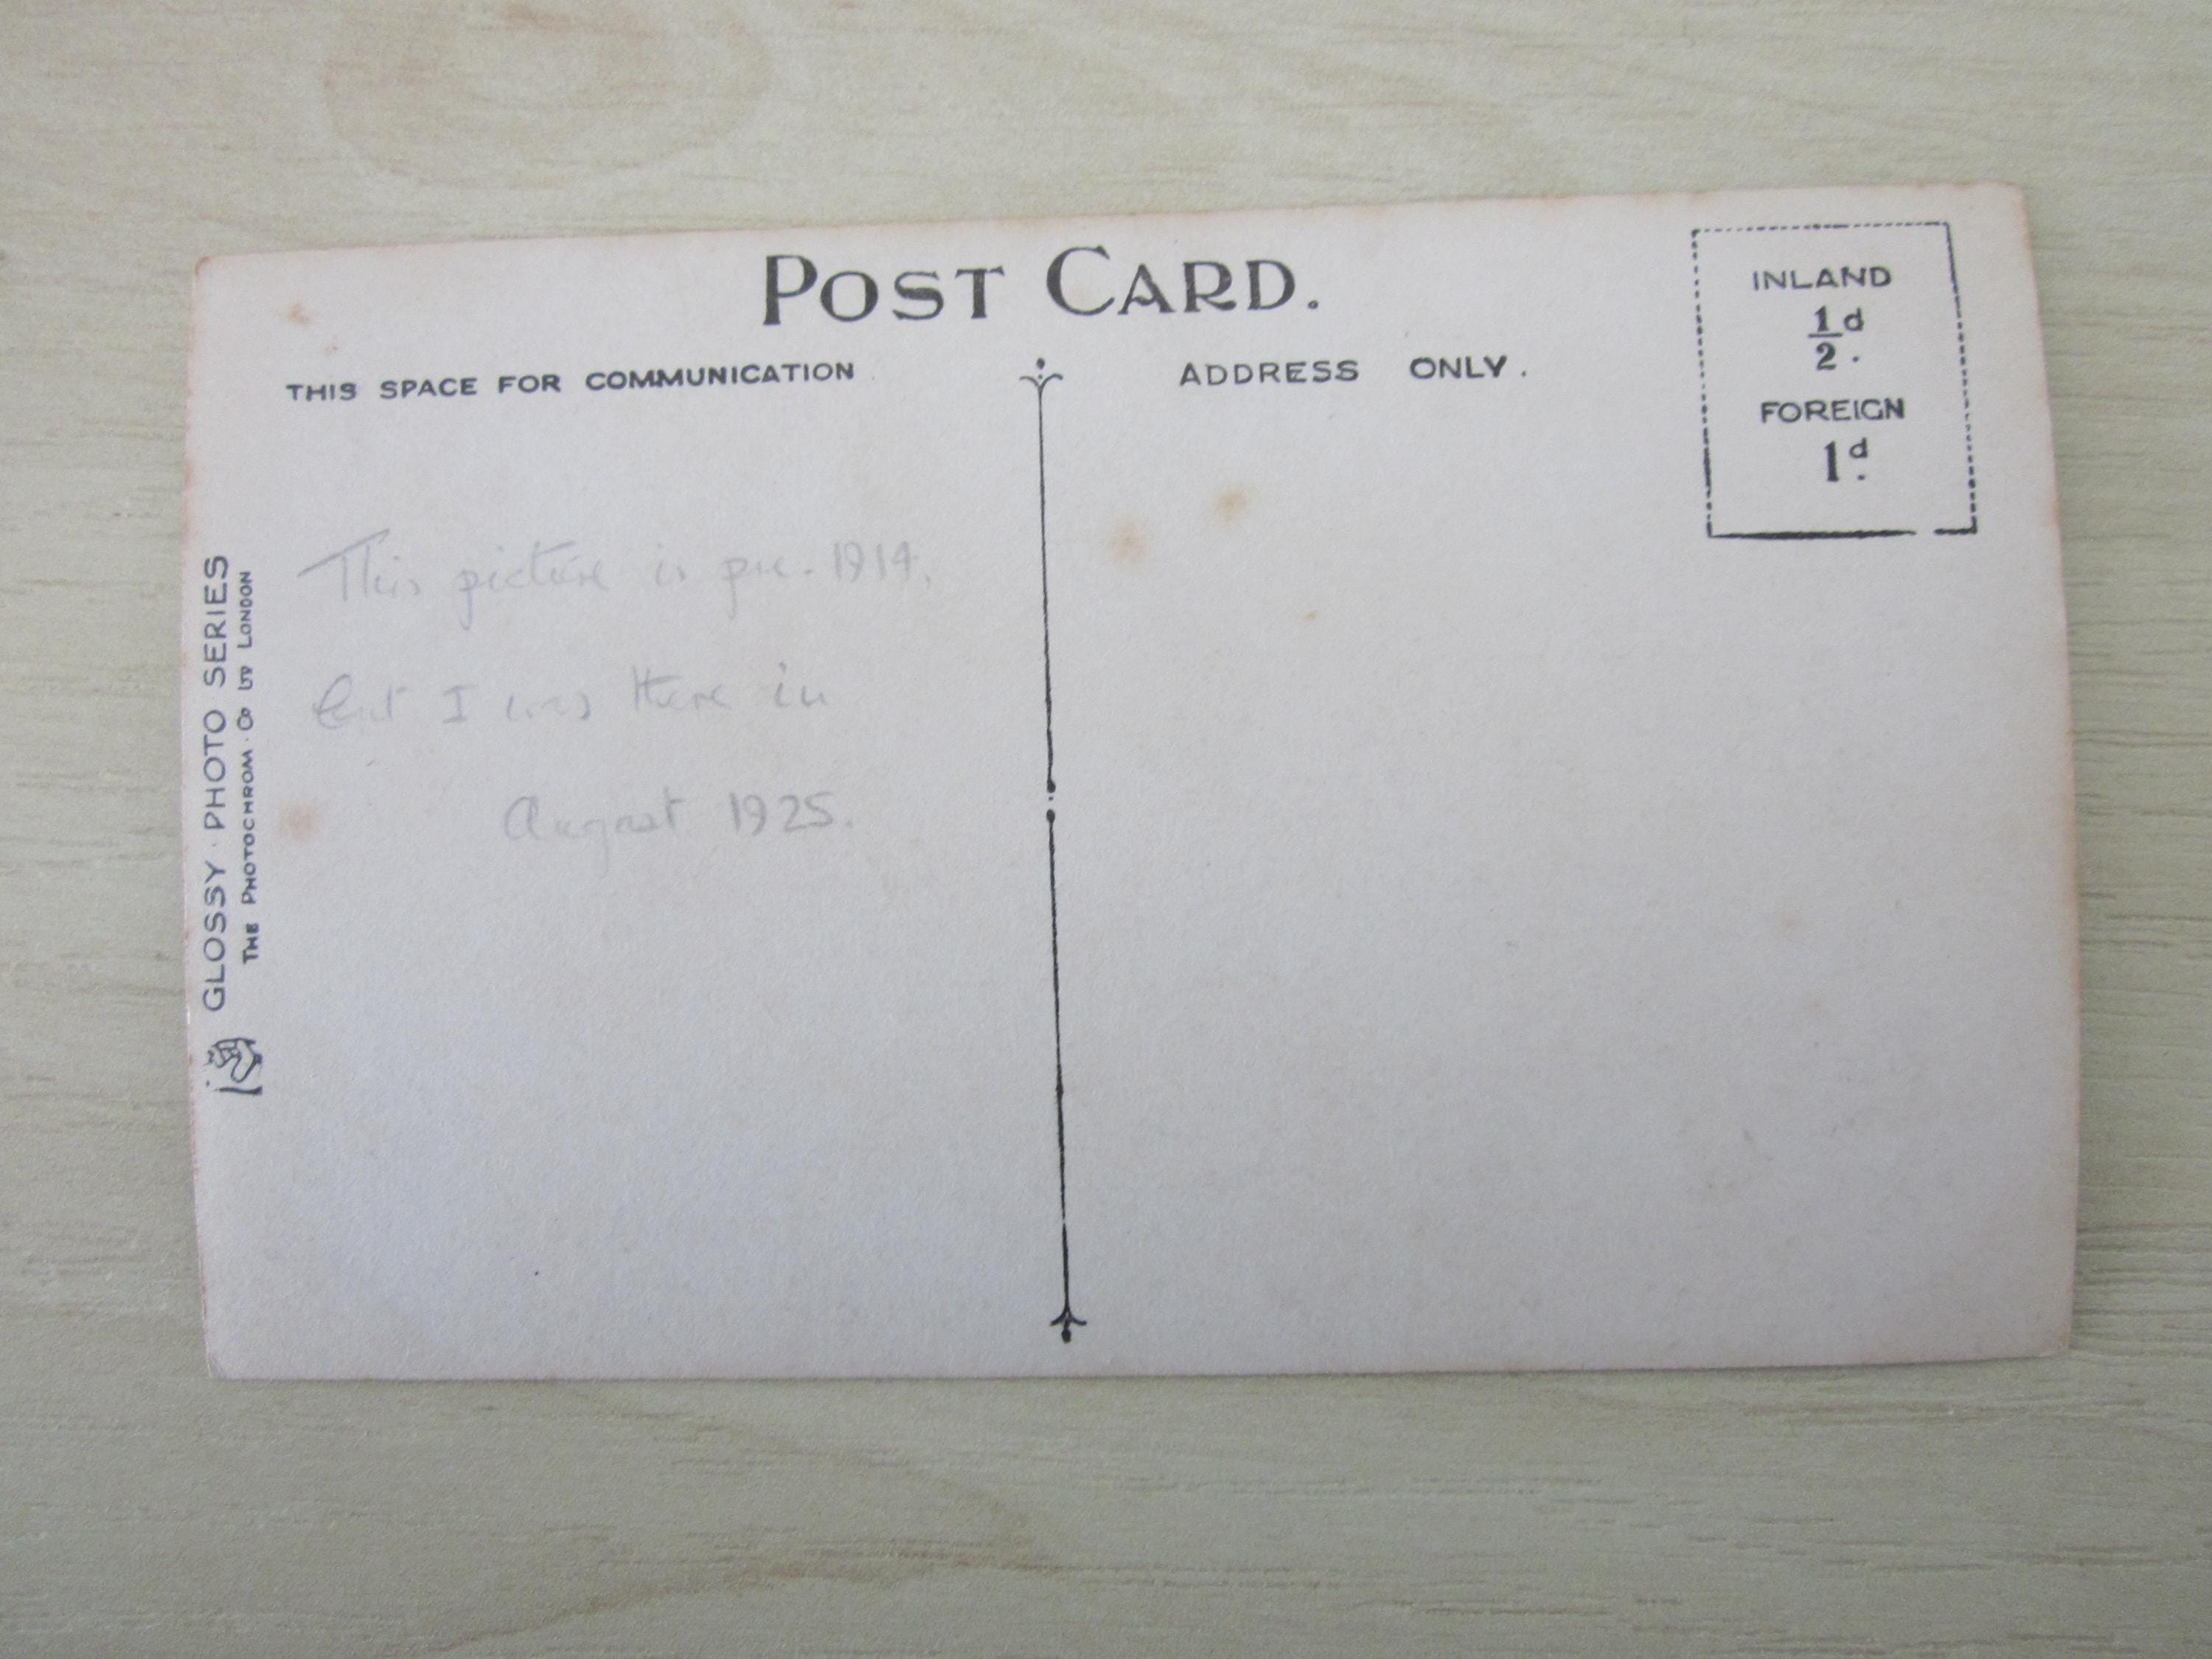 POST CARD.
THIS SPACE FOR COMMUNICATION
ADDRESS ONLY.
INLAND
½d.
FOREIGN
1d.
This picture is pre-1914,
but I was there in
August 1925.
GLOSSY·PHOTO SERIES
THE PHOTOCHROM·CO LTD LONDON